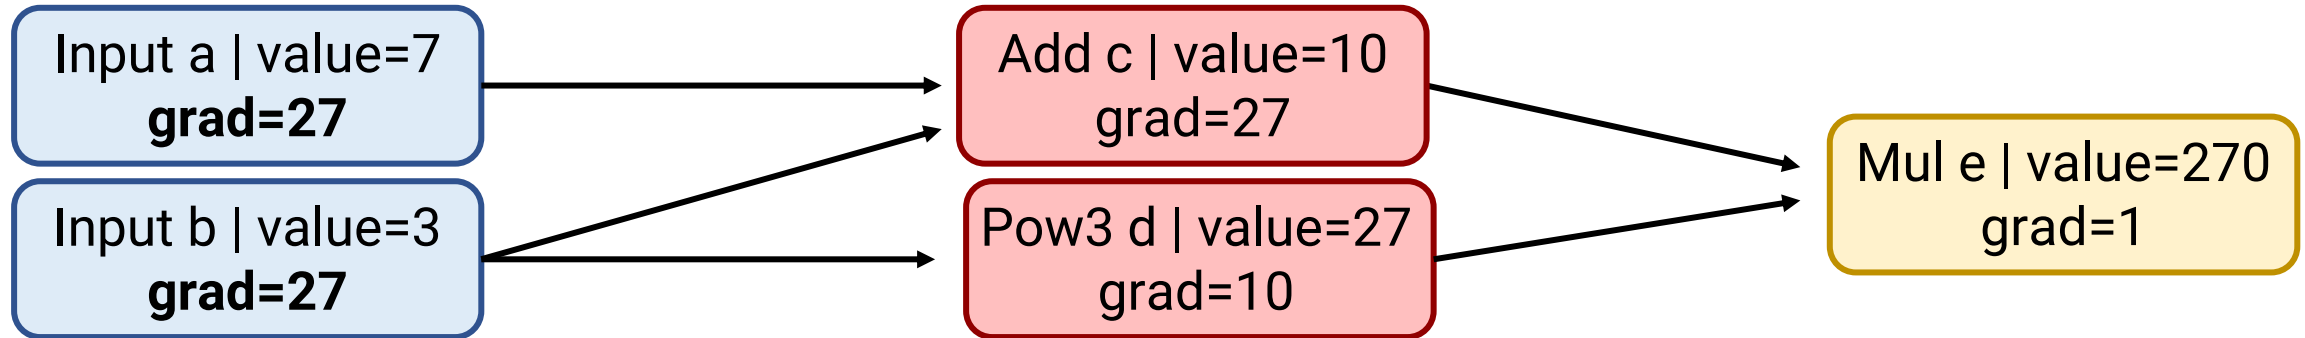 Input a | value=7
grad=27
Input b | value=3
grad=27
Add c | value=10
grad=27
Pow3 d | value=27
grad=10
Mul e | value=270
grad=1